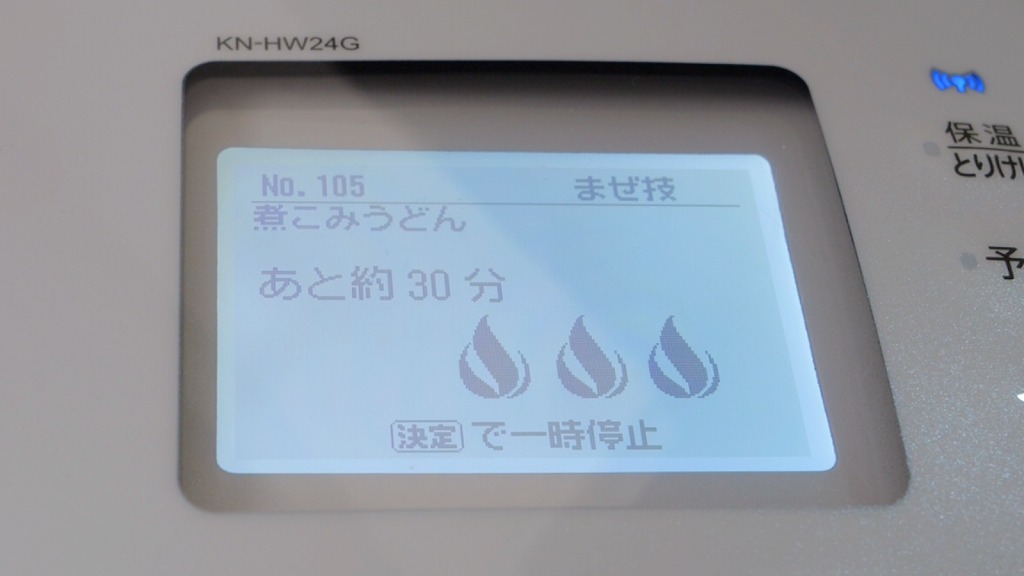 KN-HW24G
No. 105 まぜ技
煮こみうどん
あと約 30 分
決定 で一時停止
保温
とりけし
予